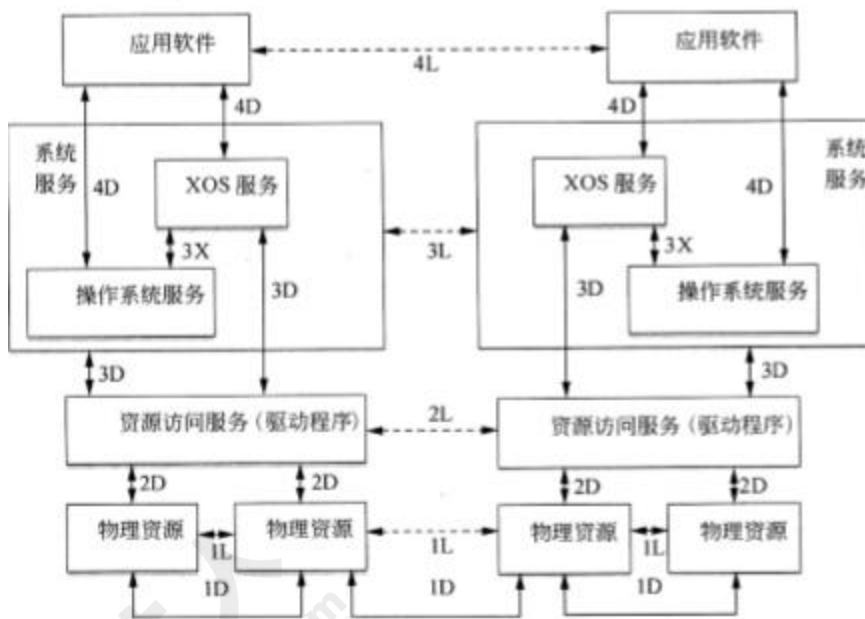 应用软件
应用软件
4L
4D
4D
系统
服务
4D
XOS 服务
XOS 服务
4D
系统
服务
3X
3L
3X
操作系统服务
3D
3D
操作系统服务
3D
3D
资源访问服务(驱动程序)
2L
资源访问服务(驱动程序)
2D
2D
2D
2D
物理资源
1L
物理资源
1L
物理资源
1L
物理资源
1D
1D
1D